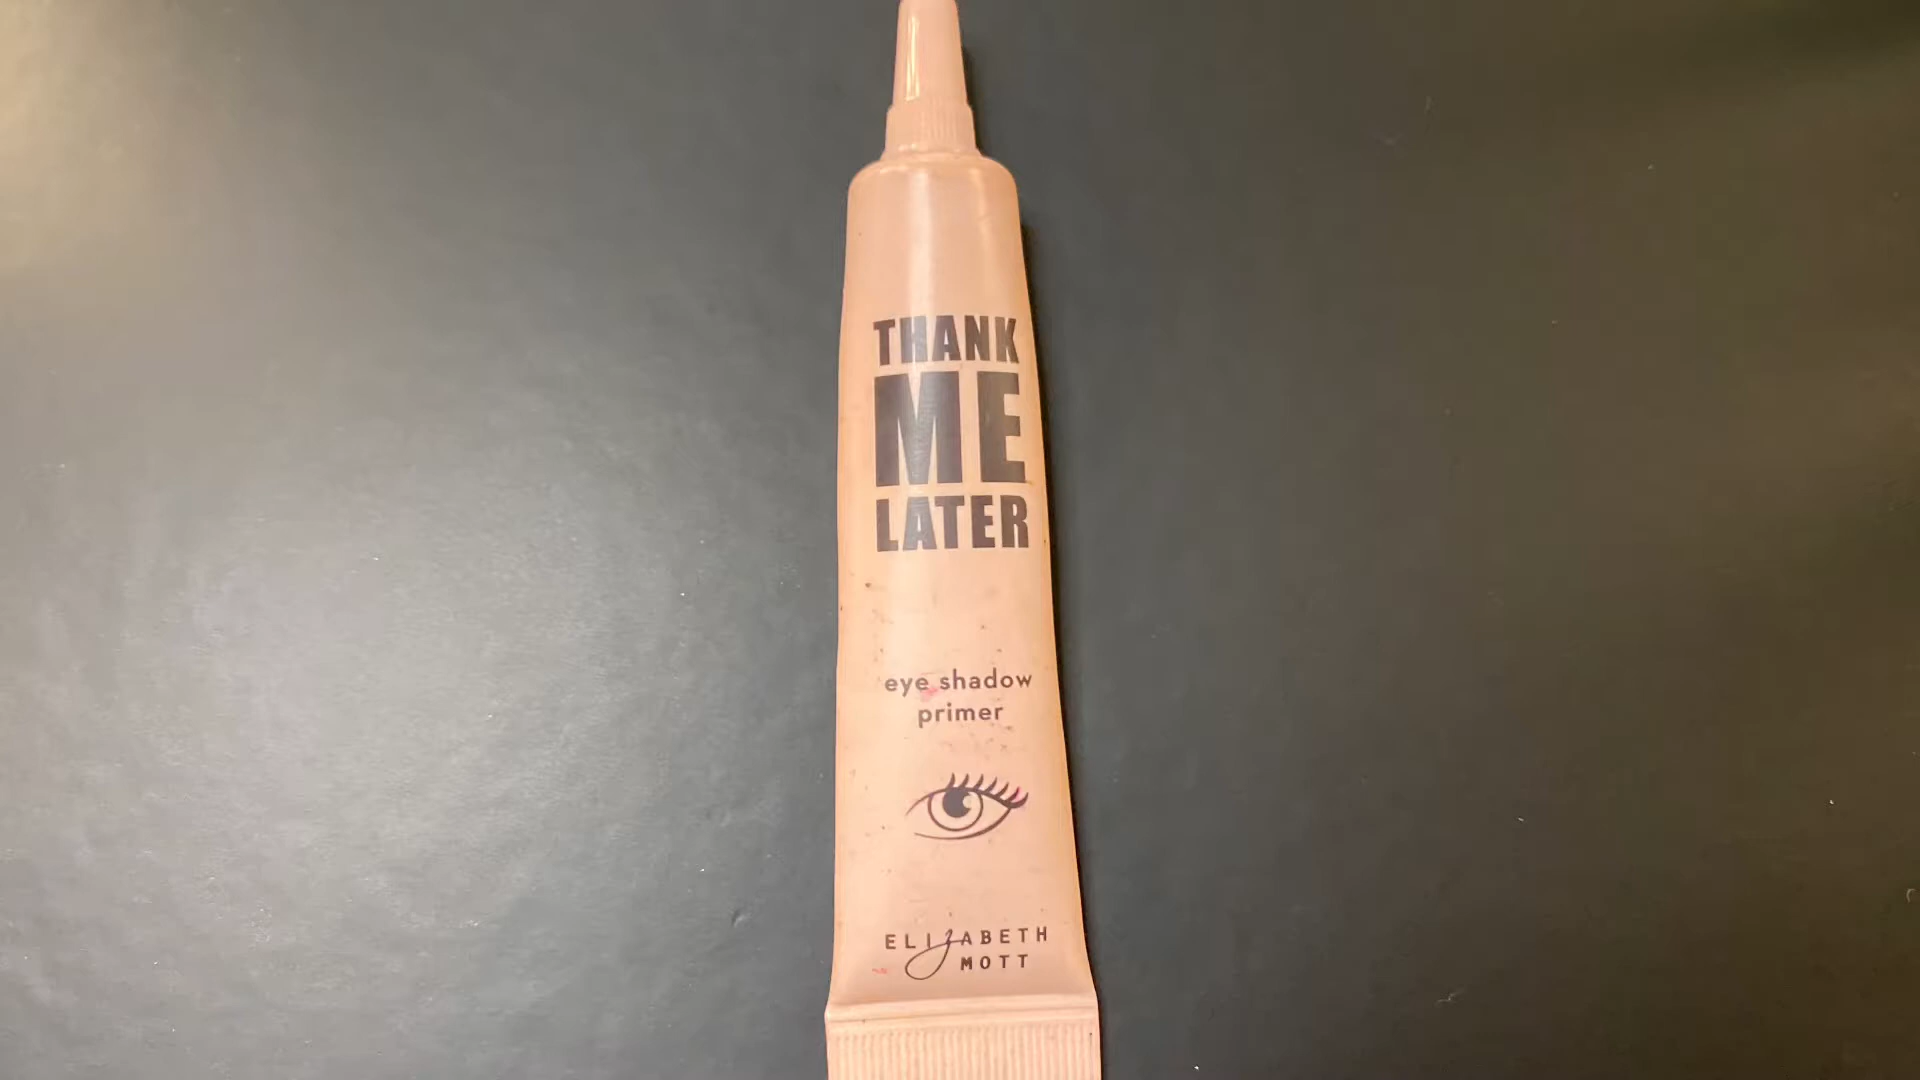 THANK
ME
LATER
eye shadow
primer
ELIZABETH
MOTT